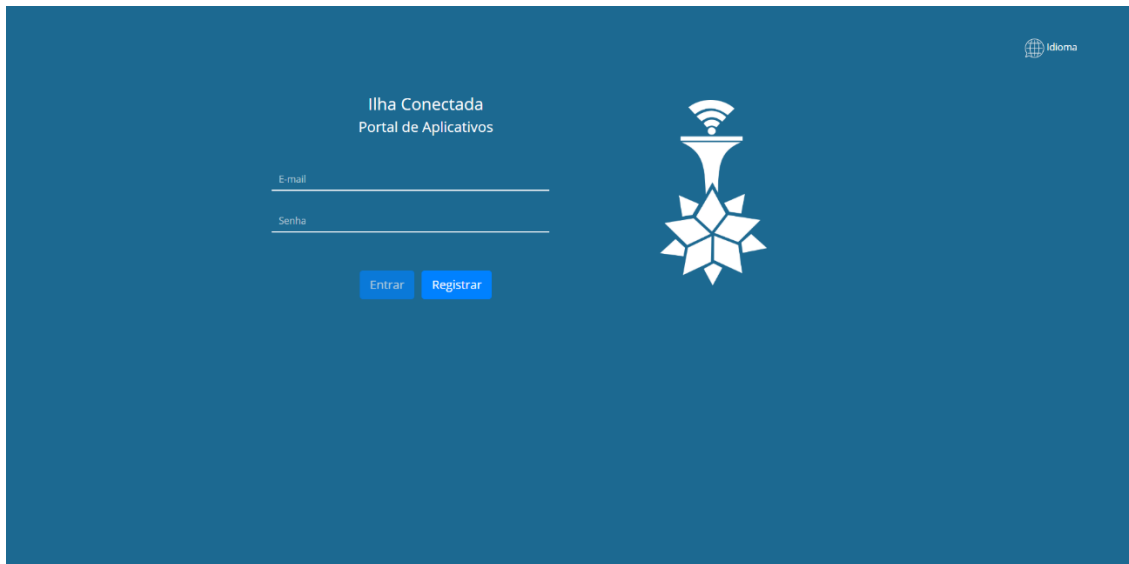 Idioma
Ilha Conectada
Portal de Aplicativos
E-mail
Senha
Entrar
Registrar